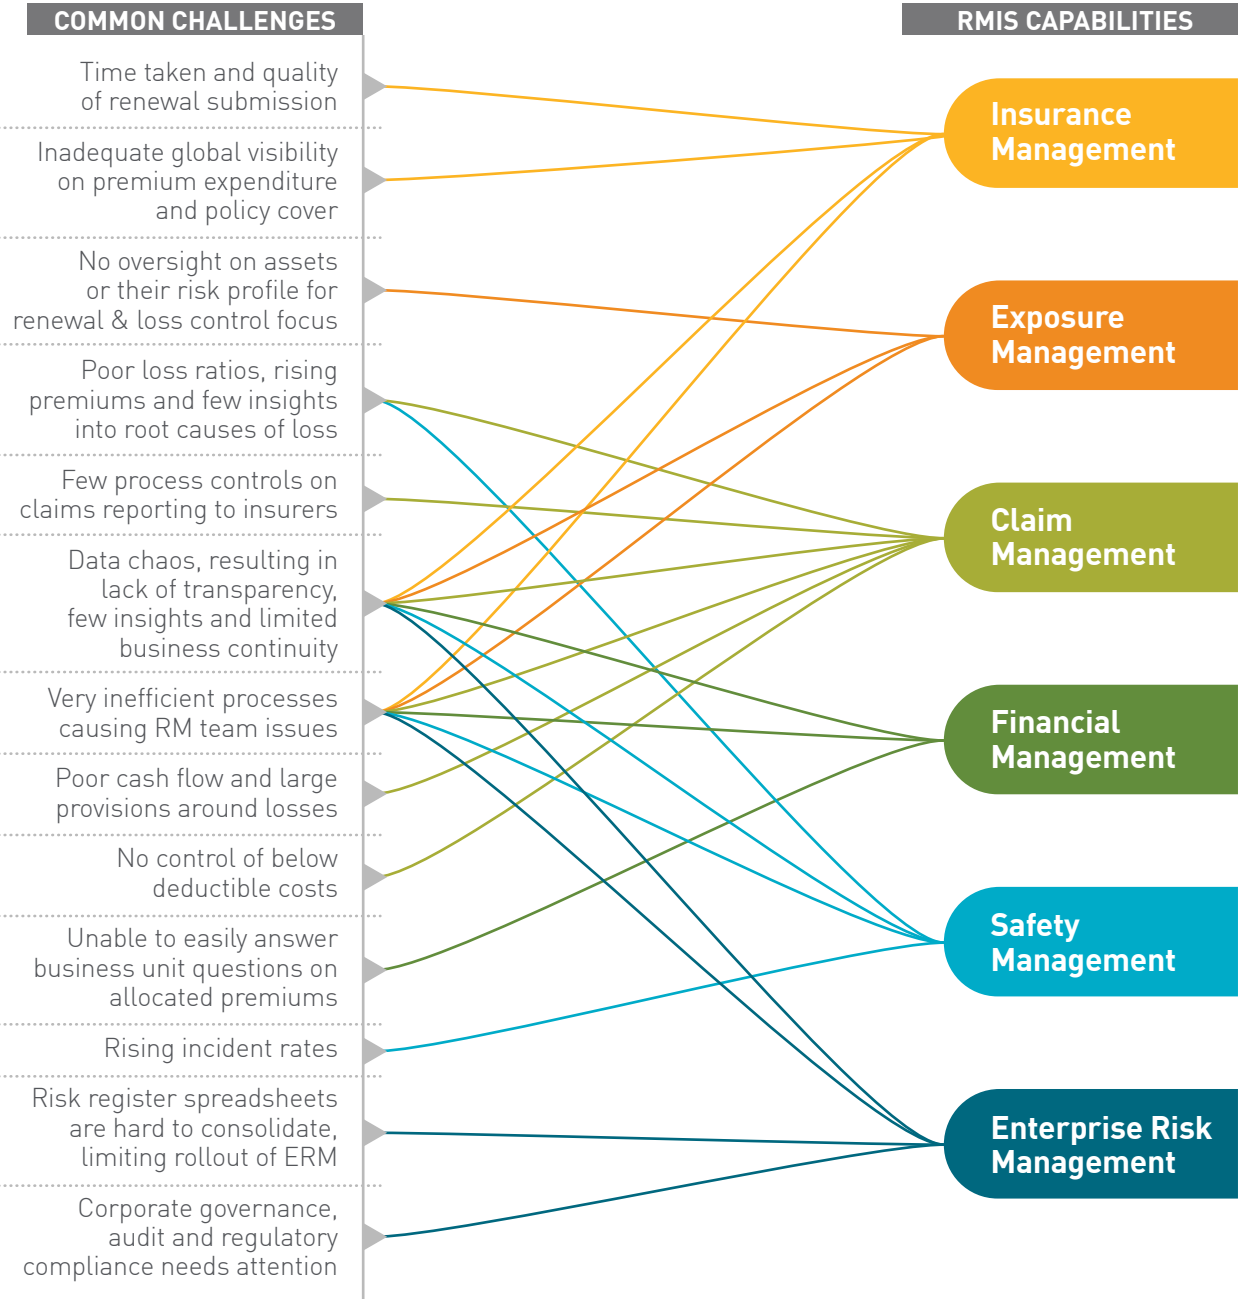 COMMON CHALLENGES
Time taken and quality
of renewal submission
Inadequate global visibility
on premium expenditure
and policy cover
No oversight on assets
or their risk profile for
renewal & loss control focus
Poor loss ratios, rising
premiums and few insights
into root causes of loss
Few process controls on
claims reporting to insurers
Data chaos, resulting in
lack of transparency,
few insights and limited
business continuity
Very inefficient processes
causing RM team issues
Poor cash flow and large
provisions around losses
No control of below
deductible costs
Unable to easily answer
business unit questions on
allocated premiums
Rising incident rates
Risk register spreadsheets
are hard to consolidate,
limiting rollout of ERM
Corporate governance,
audit and regulatory
compliance needs attention
RMIS CAPABILITIES
Insurance
Management
Exposure
Management
Claim
Management
Financial
Management
Safety
Management
Enterprise Risk
Management